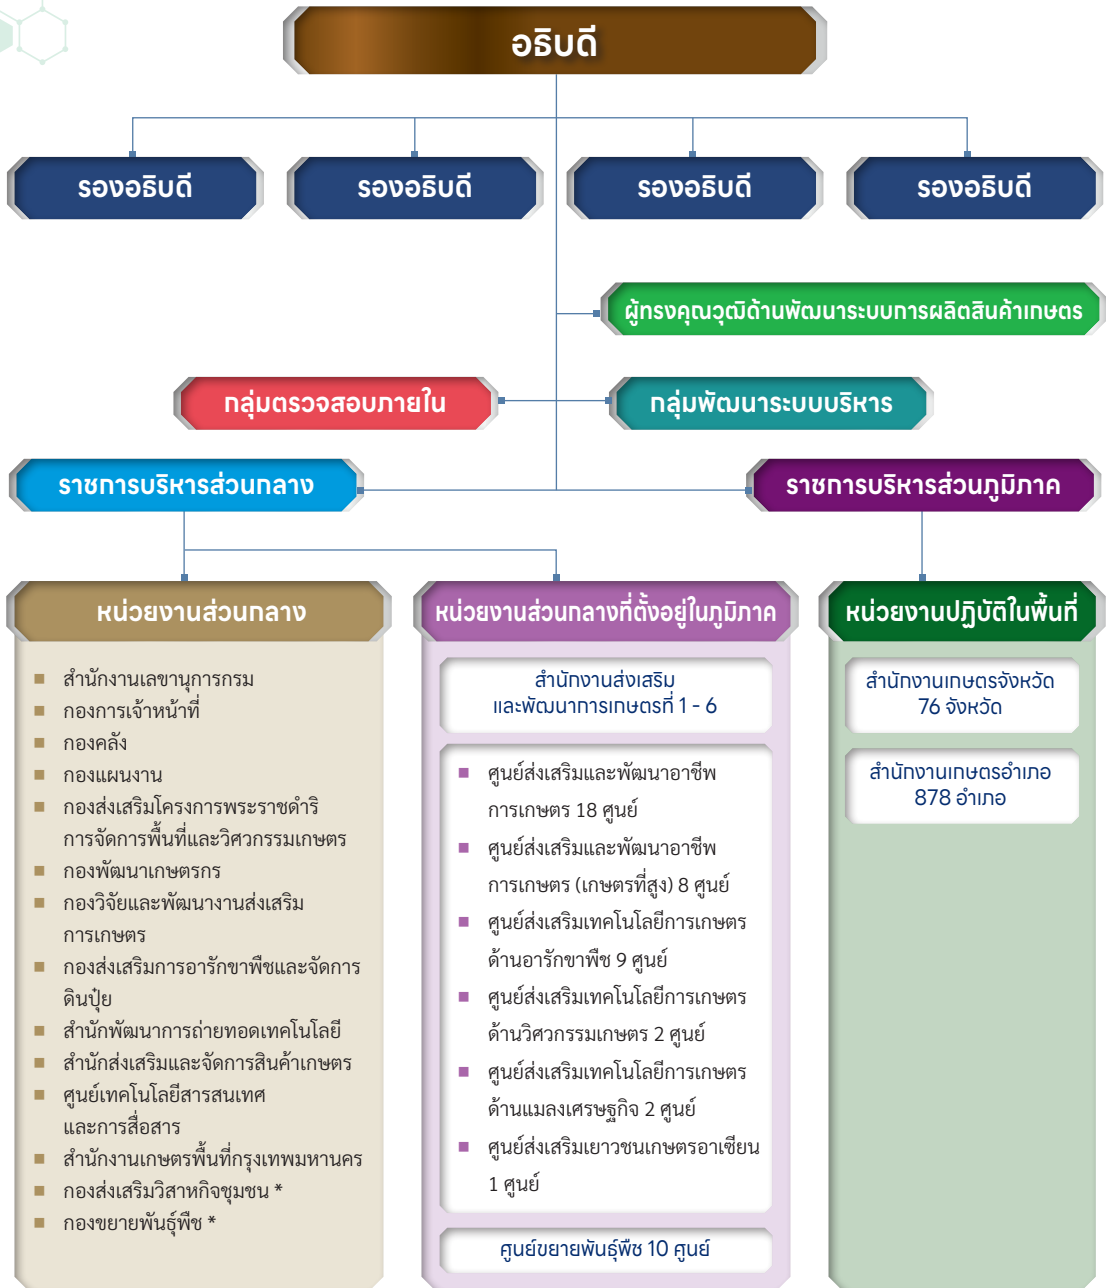 อธิบดี
รองอธิบดี
รองอธิบดี
รองอธิบดี
รองอธิบดี
ผู้ทรงคุณวุฒิด้านพัฒนาระบบการผลิตสินค้าเกษตร
กลุ่มตรวจสอบภายใน
กลุ่มพัฒนาระบบบริหาร
ราชการบริหารส่วนกลาง
ราชการบริหารส่วนภูมิภาค
หน่วยงานส่วนกลาง
สำนักงานเลขานุการกรม
กองการเจ้าหน้าที่
กองคลัง
กองแผนงาน
กองส่งเสริมโครงการพระราชดำริ
การจัดการพื้นที่และวิศวกรรมเกษตร
กองพัฒนาเกษตรกร
กองวิจัยและพัฒนางานส่งเสริม
การเกษตร
กองส่งเสริมการอารักขาพืชและจัดการ
ดินปุ๋ย
สำนักพัฒนาการถ่ายทอดเทคโนโลยี
สำนักส่งเสริมและจัดการสินค้าเกษตร
ศูนย์เทคโนโลยีสารสนเทศ
และการสื่อสาร
สำนักงานเกษตรพื้นที่กรุงเทพมหานคร
กองส่งเสริมวิสาหกิจชุมชน *
กองขยายพันธุ์พืช *
หน่วยงานส่วนกลางที่ตั้งอยู่ในภูมิภาค
สำนักงานส่งเสริม
และพัฒนาการเกษตรที่ 1 - 6
ศูนย์ส่งเสริมและพัฒนาอาชีพ
การเกษตร 18 ศูนย์
ศูนย์ส่งเสริมและพัฒนาอาชีพ
การเกษตร (เกษตรที่สูง) 8 ศูนย์
ศูนย์ส่งเสริมเทคโนโลยีการเกษตร
ด้านอารักขาพืช 9 ศูนย์
ศูนย์ส่งเสริมเทคโนโลยีการเกษตร
ด้านวิศวกรรมเกษตร 2 ศูนย์
ศูนย์ส่งเสริมเทคโนโลยีการเกษตร
ด้านแมลงเศรษฐกิจ 2 ศูนย์
ศูนย์ส่งเสริมเยาวชนเกษตรอาเซียน
1 ศูนย์
ศูนย์ขยายพันธุ์พืช 10 ศูนย์
หน่วยงานปฏิบัติในพื้นที่
สำนักงานเกษตรจังหวัด
76 จังหวัด
สำนักงานเกษตรอำเภอ
878 อำเภอ